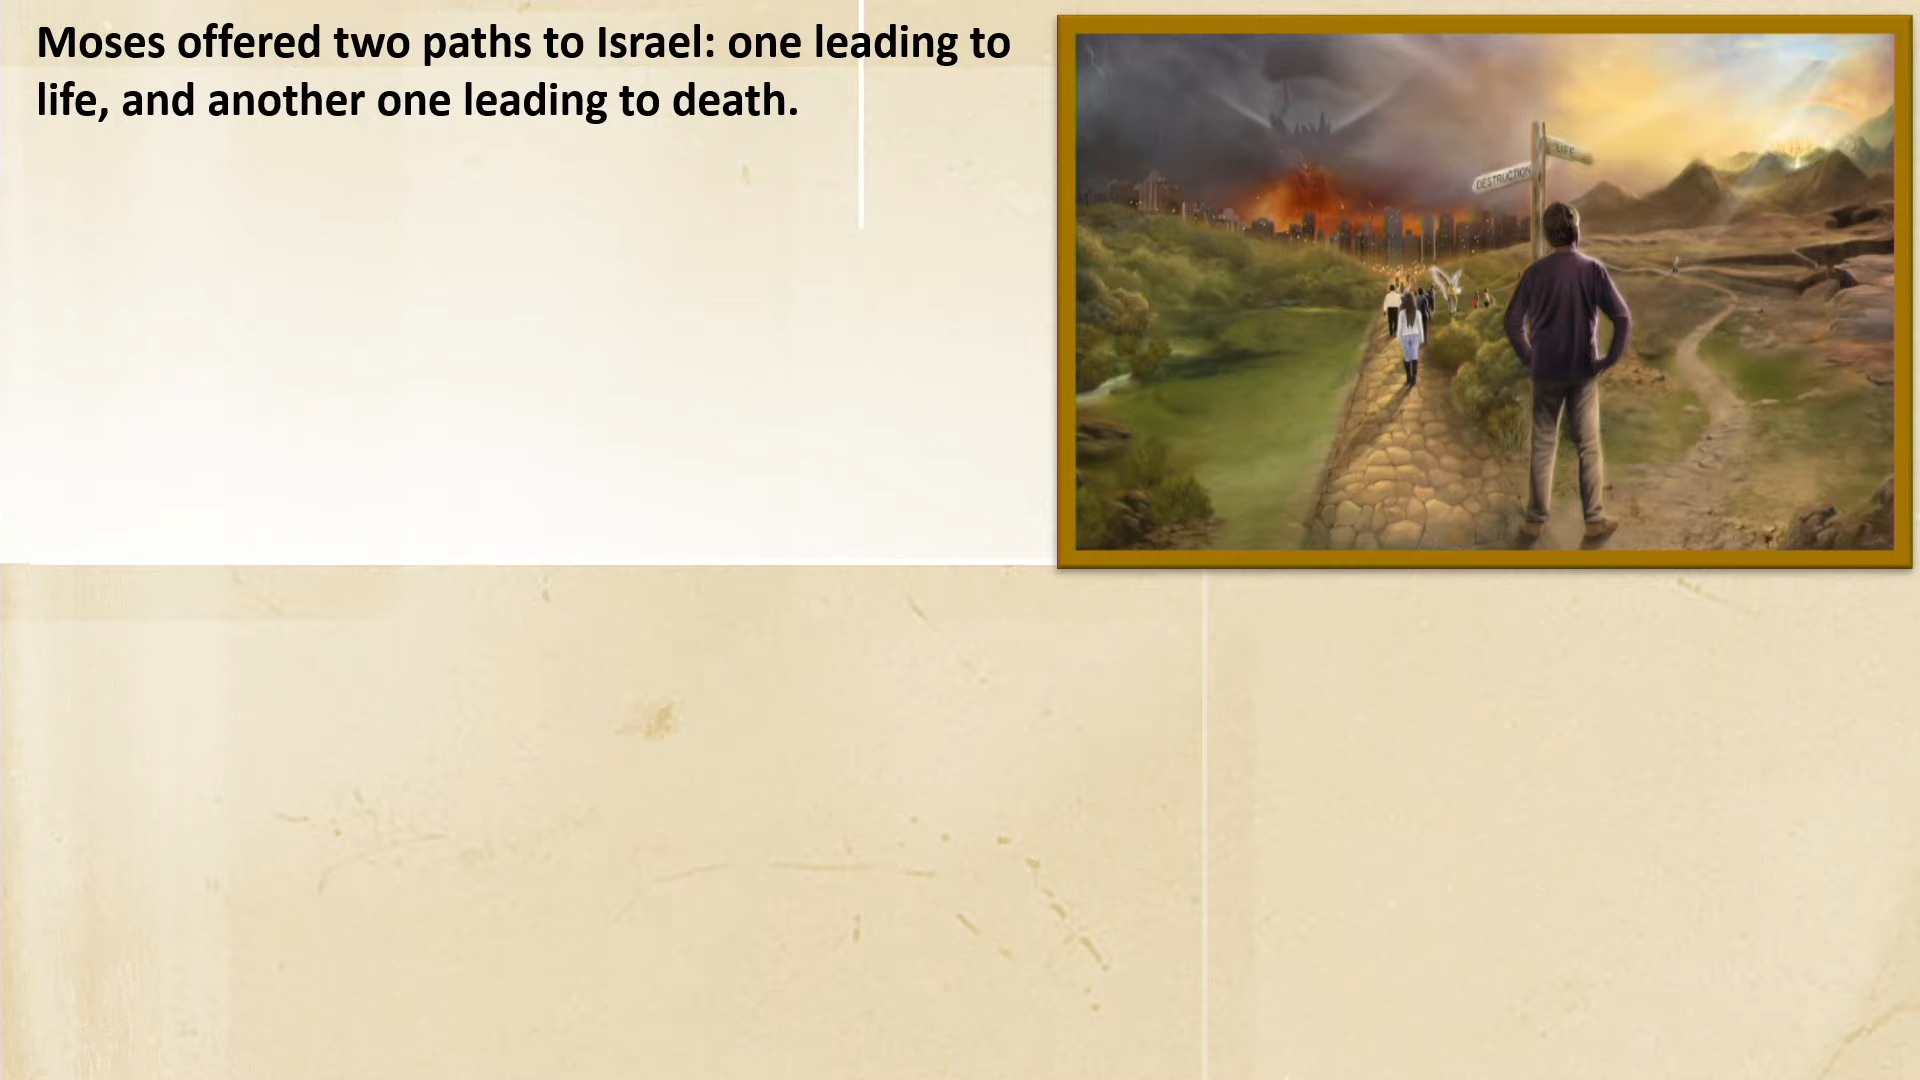 Moses offered two paths to Israel: one leading to
life, and another one leading to death.
DESTRUCTION
LIFE